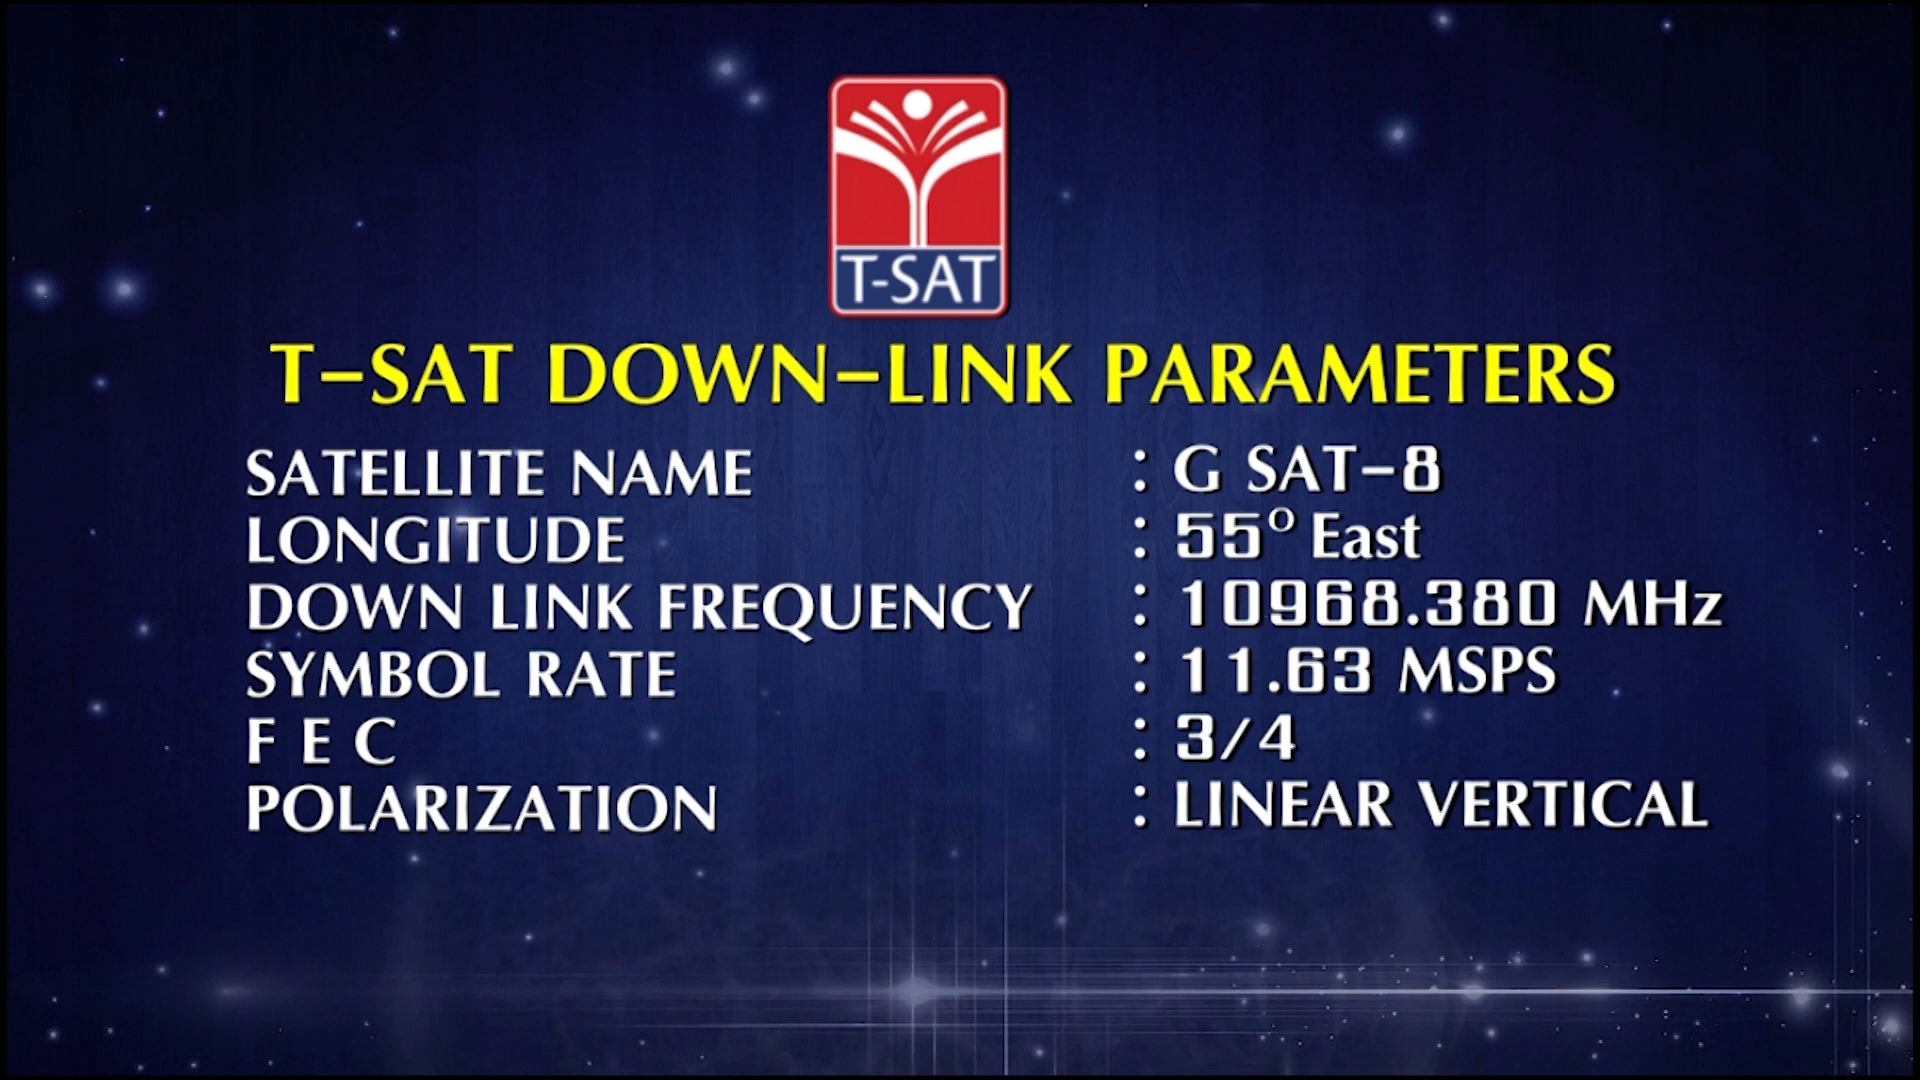 T-SAT
T-SAT DOWN-LINK PARAMETERS
SATELLITE NAME : G SAT-8
LONGITUDE : 55° East
DOWN LINK FREQUENCY : 10968.380 MHz
SYMBOL RATE : 11.63 MSPS
F E C : 3/4
POLARIZATION : LINEAR VERTICAL